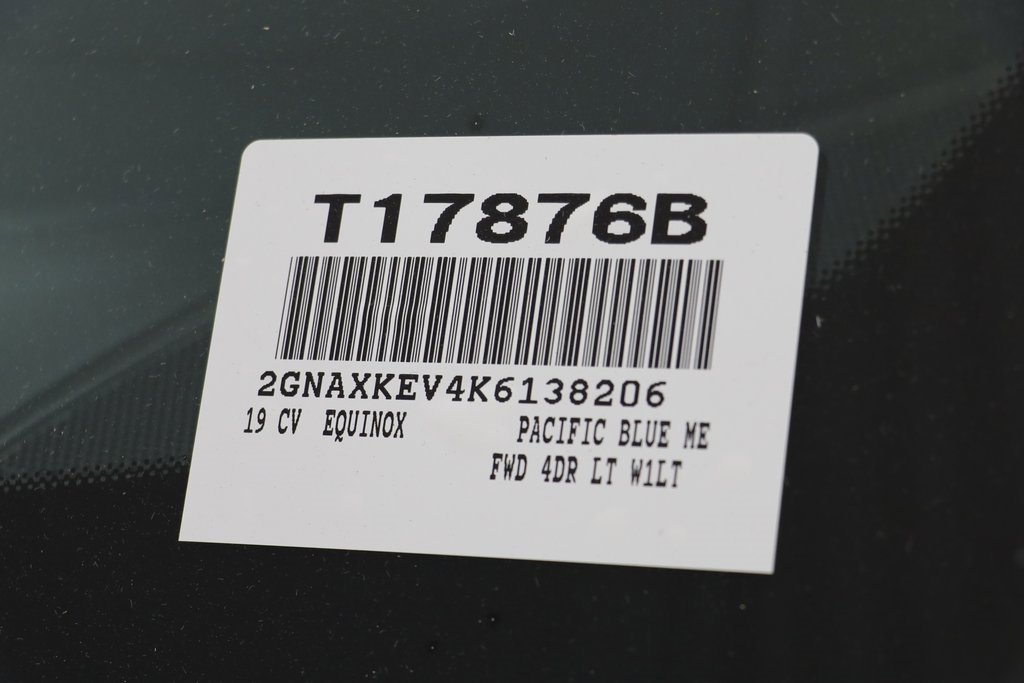 T17876B
2GNAXKEV4K6138206
19 CV EQUINOX PACIFIC BLUE ME
FWD 4DR LT W1LT